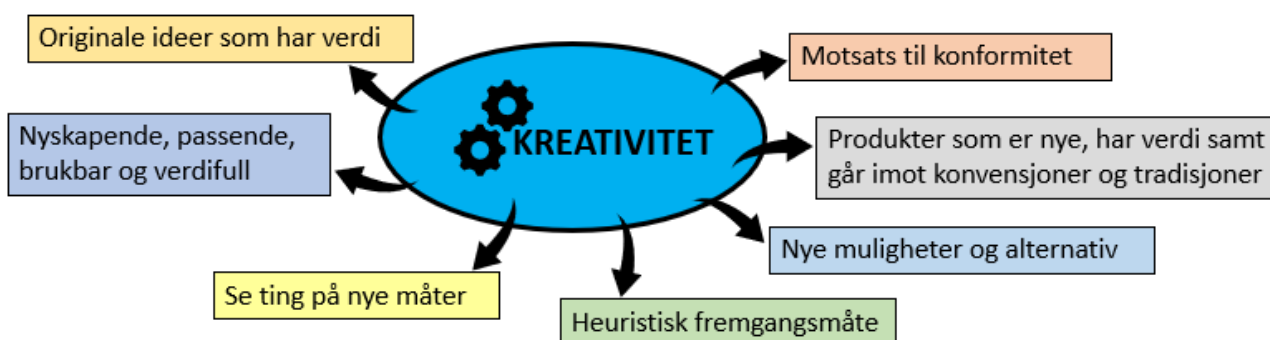 Originale ideer som har verdi
Motsats til konformitet
Nyskapende, passende,
brukbar og verdifull
KREATIVITET
Produkter som er nye, har verdi samt
går imot konvensjoner og tradisjoner
Nye muligheter og alternativ
Se ting på nye måter
Heuristisk fremgangsmåte